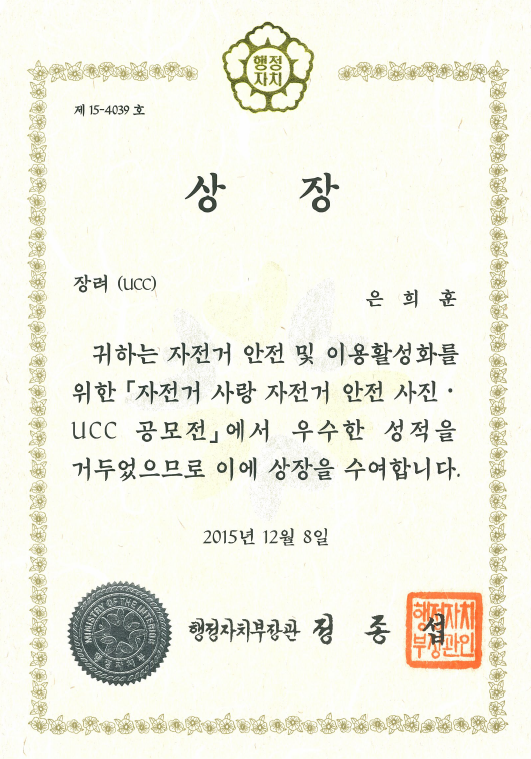 행정
자치
제 15-4039 호
상 장
장려 (UCC)
은 희 훈
귀하는 자전거 안전 및 이용활성화를
위한 「자전거 사랑 자전거 안전 사진 ·
UCC 공모전」에서 우수한 성적을
거두었으므로 이에 상장을 수여합니다.
2015년 12월 8일
MINISTRY OF THE INTERIOR
행정자치부
행정자치부장관 정 종 섭
행정자치
부장관인